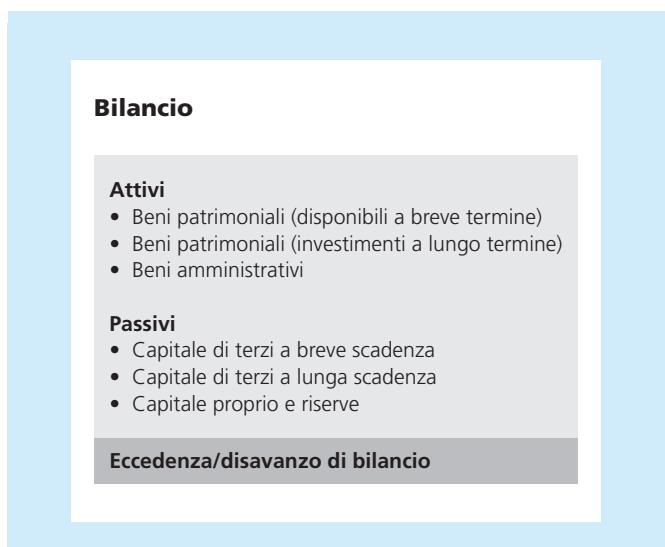 Bilancio
Attivi
• Beni patrimoniali (disponibili a breve termine)
• Beni patrimoniali (investimenti a lungo termine)
• Beni amministrativi
Passivi
• Capitale di terzi a breve scadenza
• Capitale di terzi a lunga scadenza
• Capitale proprio e riserve
Eccedenza/disavanzo di bilancio